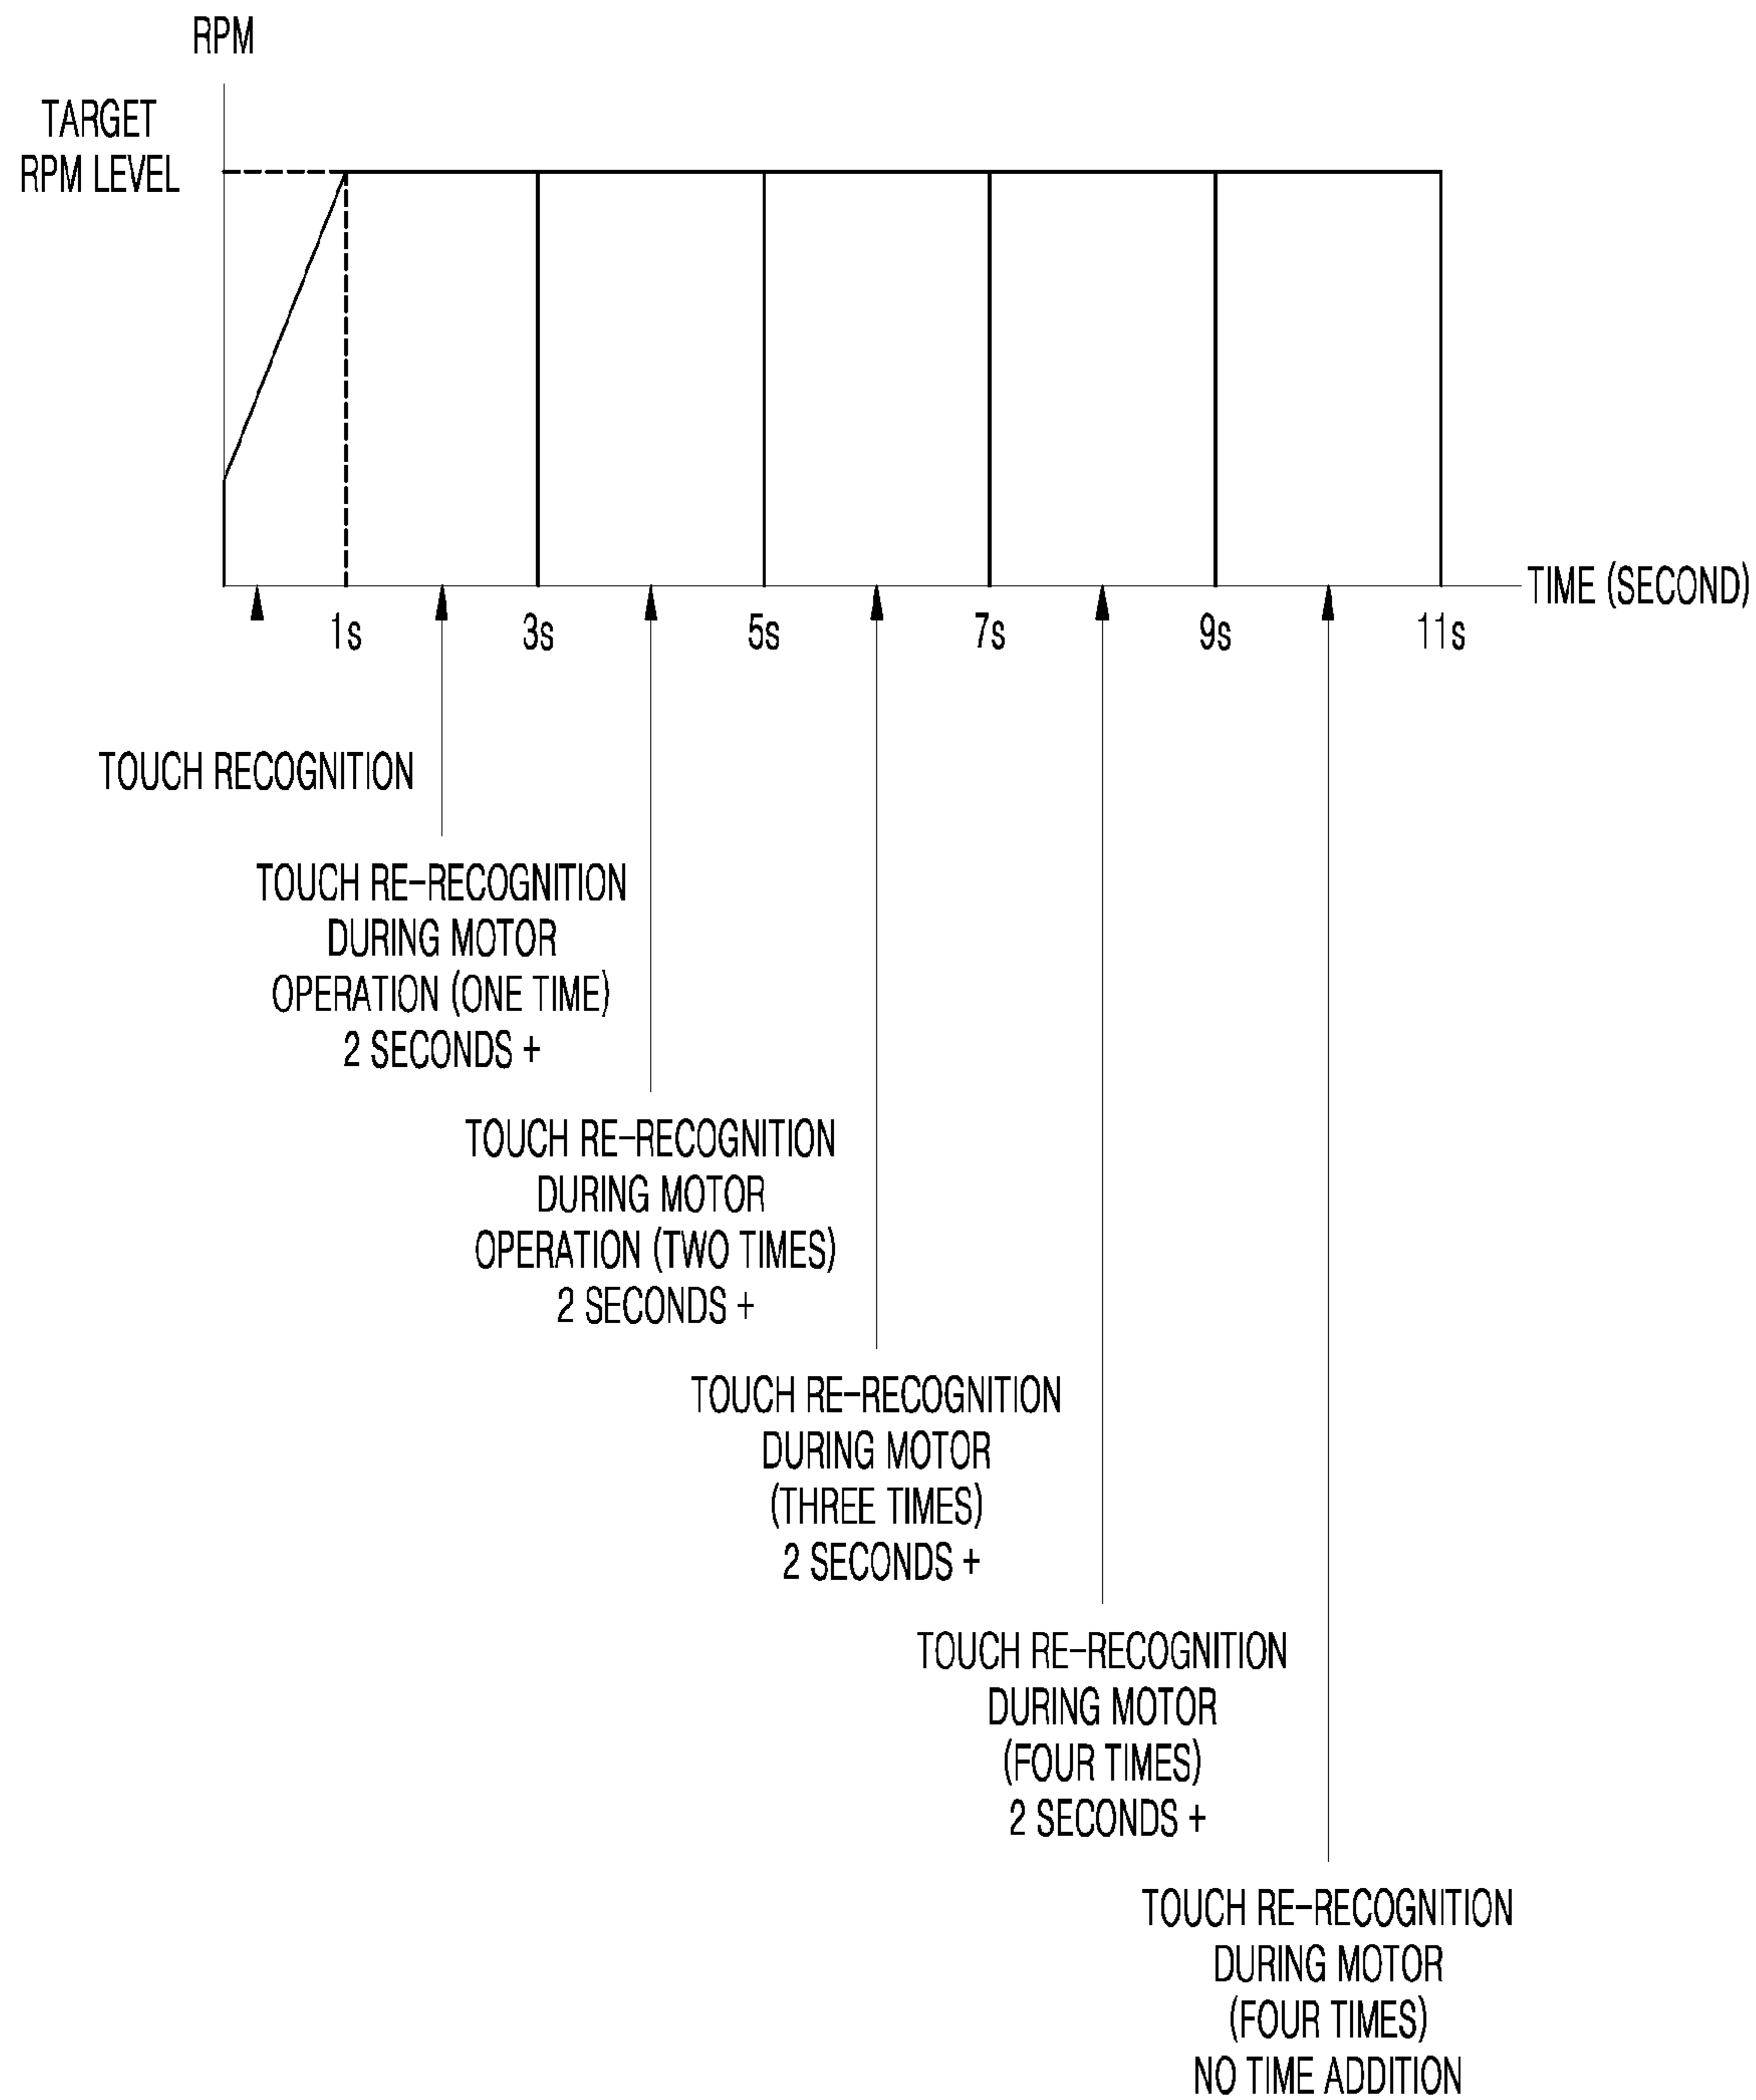 RPM
TARGET
RPM LEVEL
TIME (SECOND)
1s
3s
5s
7s
9s
11s
TOUCH RECOGNITION
TOUCH RE-RECOGNITION
DURING MOTOR
OPERATION (ONE TIME)
2 SECONDS +
TOUCH RE-RECOGNITION
DURING MOTOR
OPERATION (TWO TIMES)
2 SECONDS +
TOUCH RE-RECOGNITION
DURING MOTOR
(THREE TIMES)
2 SECONDS +
TOUCH RE-RECOGNITION
DURING MOTOR
(FOUR TIMES)
2 SECONDS +
TOUCH RE-RECOGNITION
DURING MOTOR
(FOUR TIMES)
NO TIME ADDITION